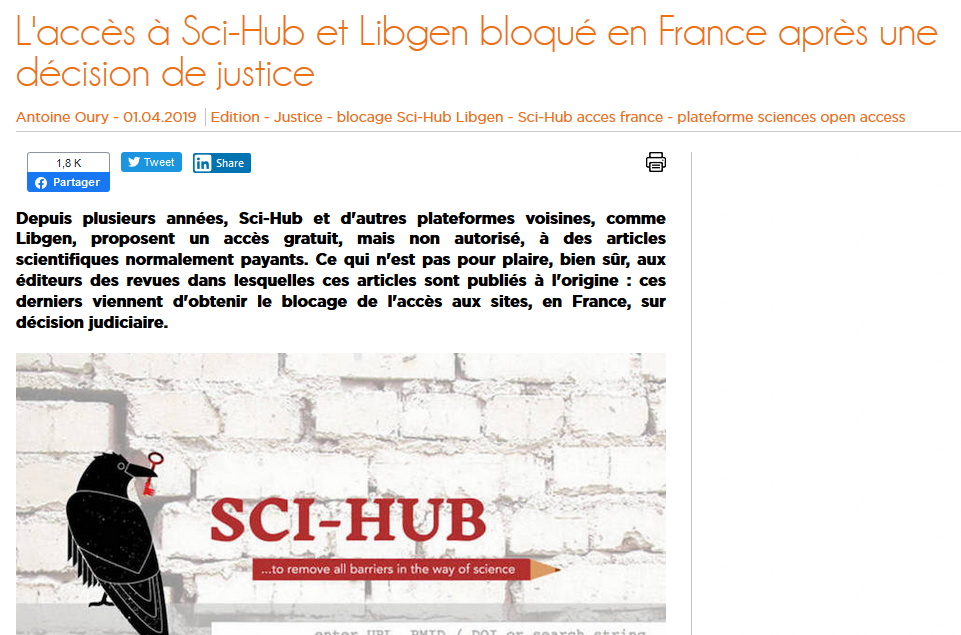 L'accès à Sci-Hub et Libgen bloqué en France après une
décision de justice
Antoine Oury - 01.04.2019 | Edition - Justice - blocage Sci-Hub Libgen - Sci-Hub acces france - plateforme sciences open access
1,8 K
Partager
Tweet
in Share
Depuis plusieurs années, Sci-Hub et d'autres plateformes voisines, comme
Libgen, proposent un accès gratuit, mais non autorisé, à des articles
scientifiques normalement payants. Ce qui n'est pas pour plaire, bien sûr, aux
éditeurs des revues dans lesquelles ces articles sont publiés à l'origine : ces
derniers viennent d'obtenir le blocage de l'accès aux sites, en France, sur
décision judiciaire.
SCI-HUB
...to remove all barriers in the way of science
enter URL, PMID / DOI or search string